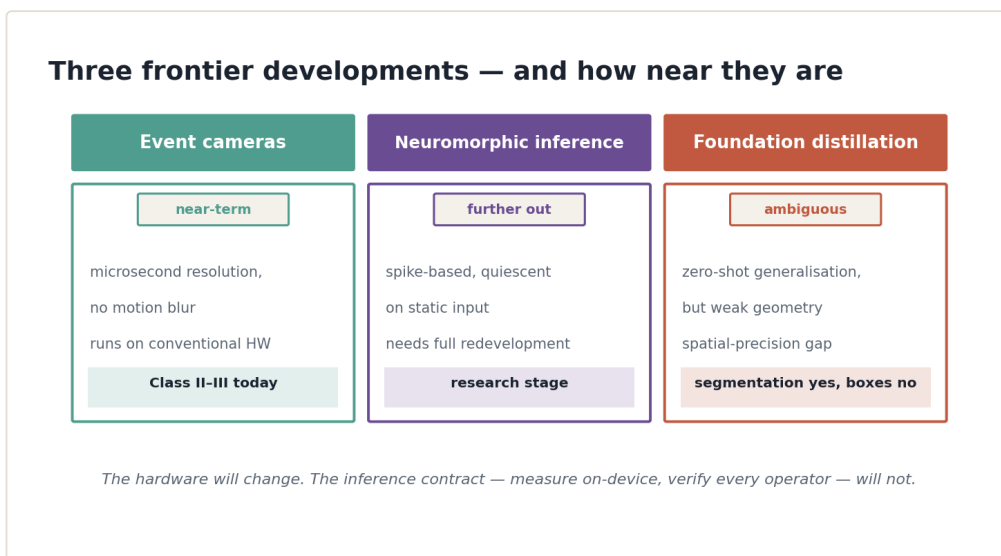 Three frontier developments — and how near they are
Event cameras
near-term
microsecond resolution,
no motion blur
runs on conventional HW
Class II–III today
Neuromorphic inference
further out
spike-based, quiescent
on static input
needs full redevelopment
research stage
Foundation distillation
ambiguous
zero-shot generalisation,
but weak geometry
spatial-precision gap
segmentation yes, boxes no
The hardware will change. The inference contract — measure on-device, verify every operator — will not.